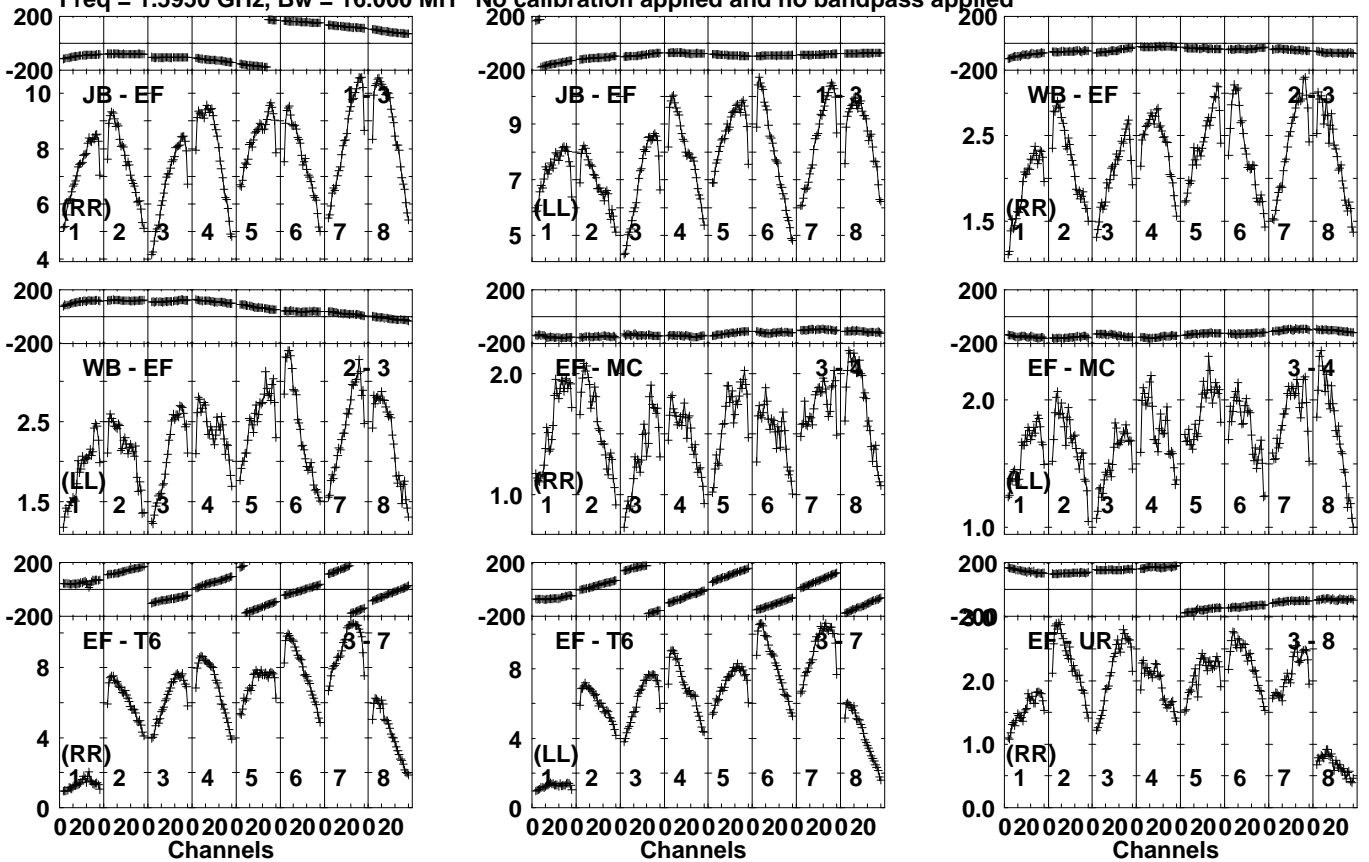 Freq = 1.5950 GHz, Bw = 16.000 MH No calibration applied and no bandpass applied
200
-200
JB - EF 1 - 3
10
8
6
4
(RR)
1 2 3 4 5 6 7 8
JB - EF 1 - 3
9
7
5
(LL)
1 2 3 4 5 6 7 8
200
-200
WB - EF 2 - 3
2.5
1.5
(RR)
1 2 3 4 5 6 7 8
200
-200
WB - EF 2 - 3
2.5
1.5
(LL)
1 2 3 4 5 6 7 8
200
-200
EF - MC 3 - 4
2.0
1.0
(RR)
1 2 3 4 5 6 7 8
200
-200
EF - MC 3 - 4
2.0
1.0
(LL)
1 2 3 4 5 6 7 8
200
-200
EF - T6 3 - 7
8
4
0
(RR)
1 2 3 4 5 6 7 8
0 20 0 20 0 20 0 20 0 20 0 20 0 20 0 20
Channels
200
-200
EF - T6 3 - 7
8
4
0
(LL)
1 2 3 4 5 6 7 8
0 20 0 20 0 20 0 20 0 20 0 20 0 20 0 20
Channels
200
-200
EF - UR 3 - 8
2.0
1.0
0.0
(RR)
1 2 3 4 5 6 7 8
0 20 0 20 0 20 0 20 0 20 0 20 0 20 0 20
Channels